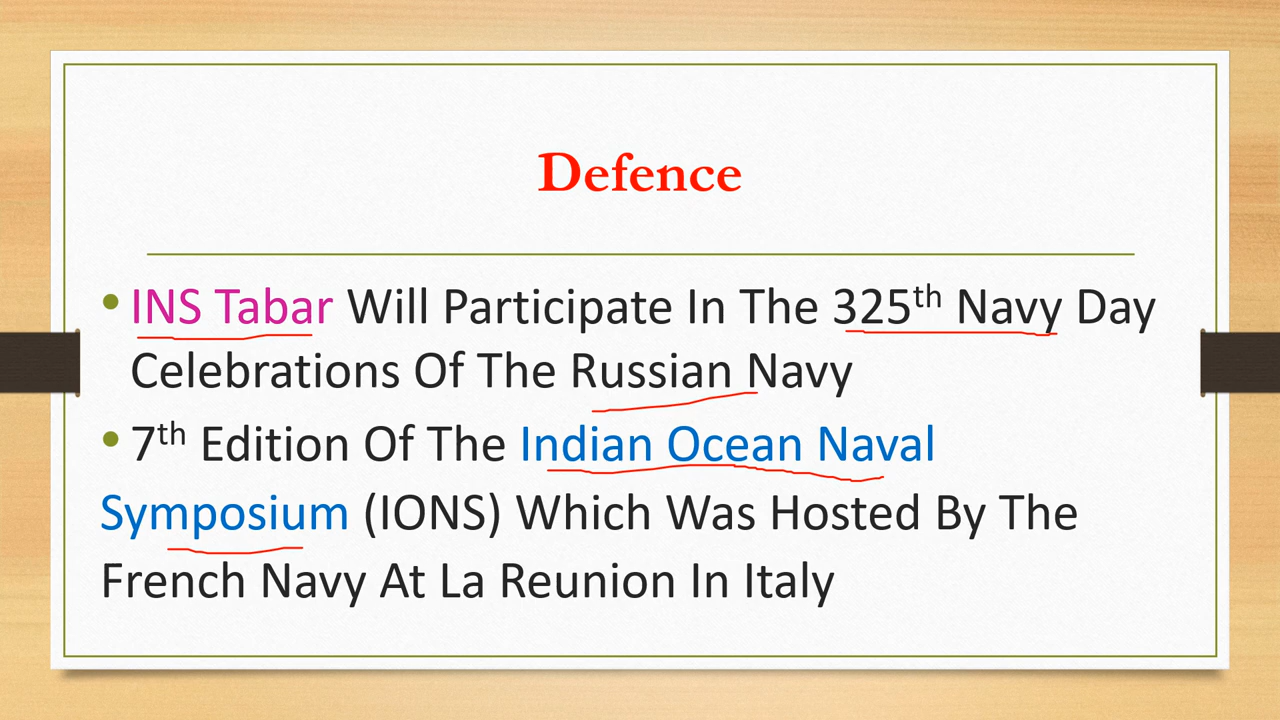 Defence
• INS Tabar Will Participate In The 325th Navy Day
Celebrations Of The Russian Navy
• 7th Edition Of The Indian Ocean Naval
Symposium (IONS) Which Was Hosted By The
French Navy At La Reunion In Italy